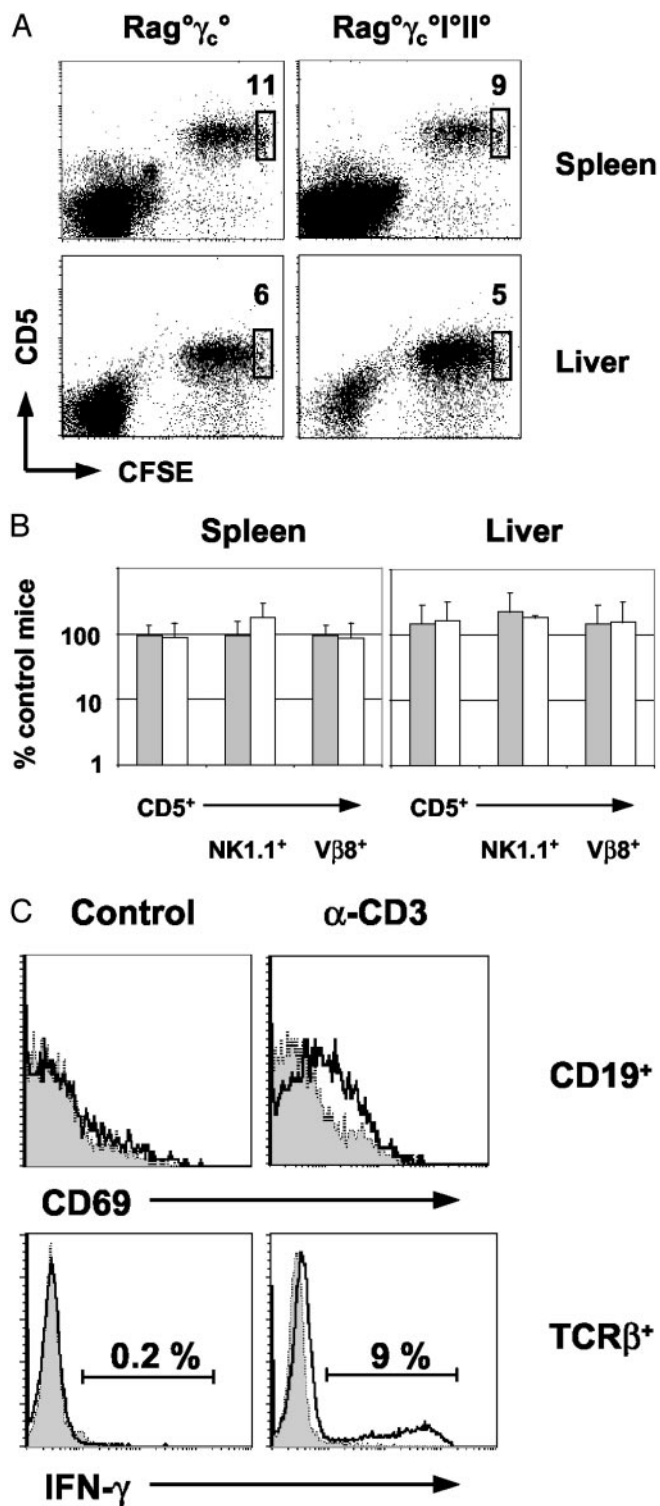 A
Rag°γc° Rag°γc°I°II°
11 9
Spleen
6 5
Liver
CD5
CFSE
B
Spleen Liver
% control mice
100
10
1
CD5+ CD5+
NK1.1+ Vβ8+ NK1.1+ Vβ8+
C
Control α-CD3
CD19+
CD69
0.2 % 9 %
TCRβ+
IFN-γ